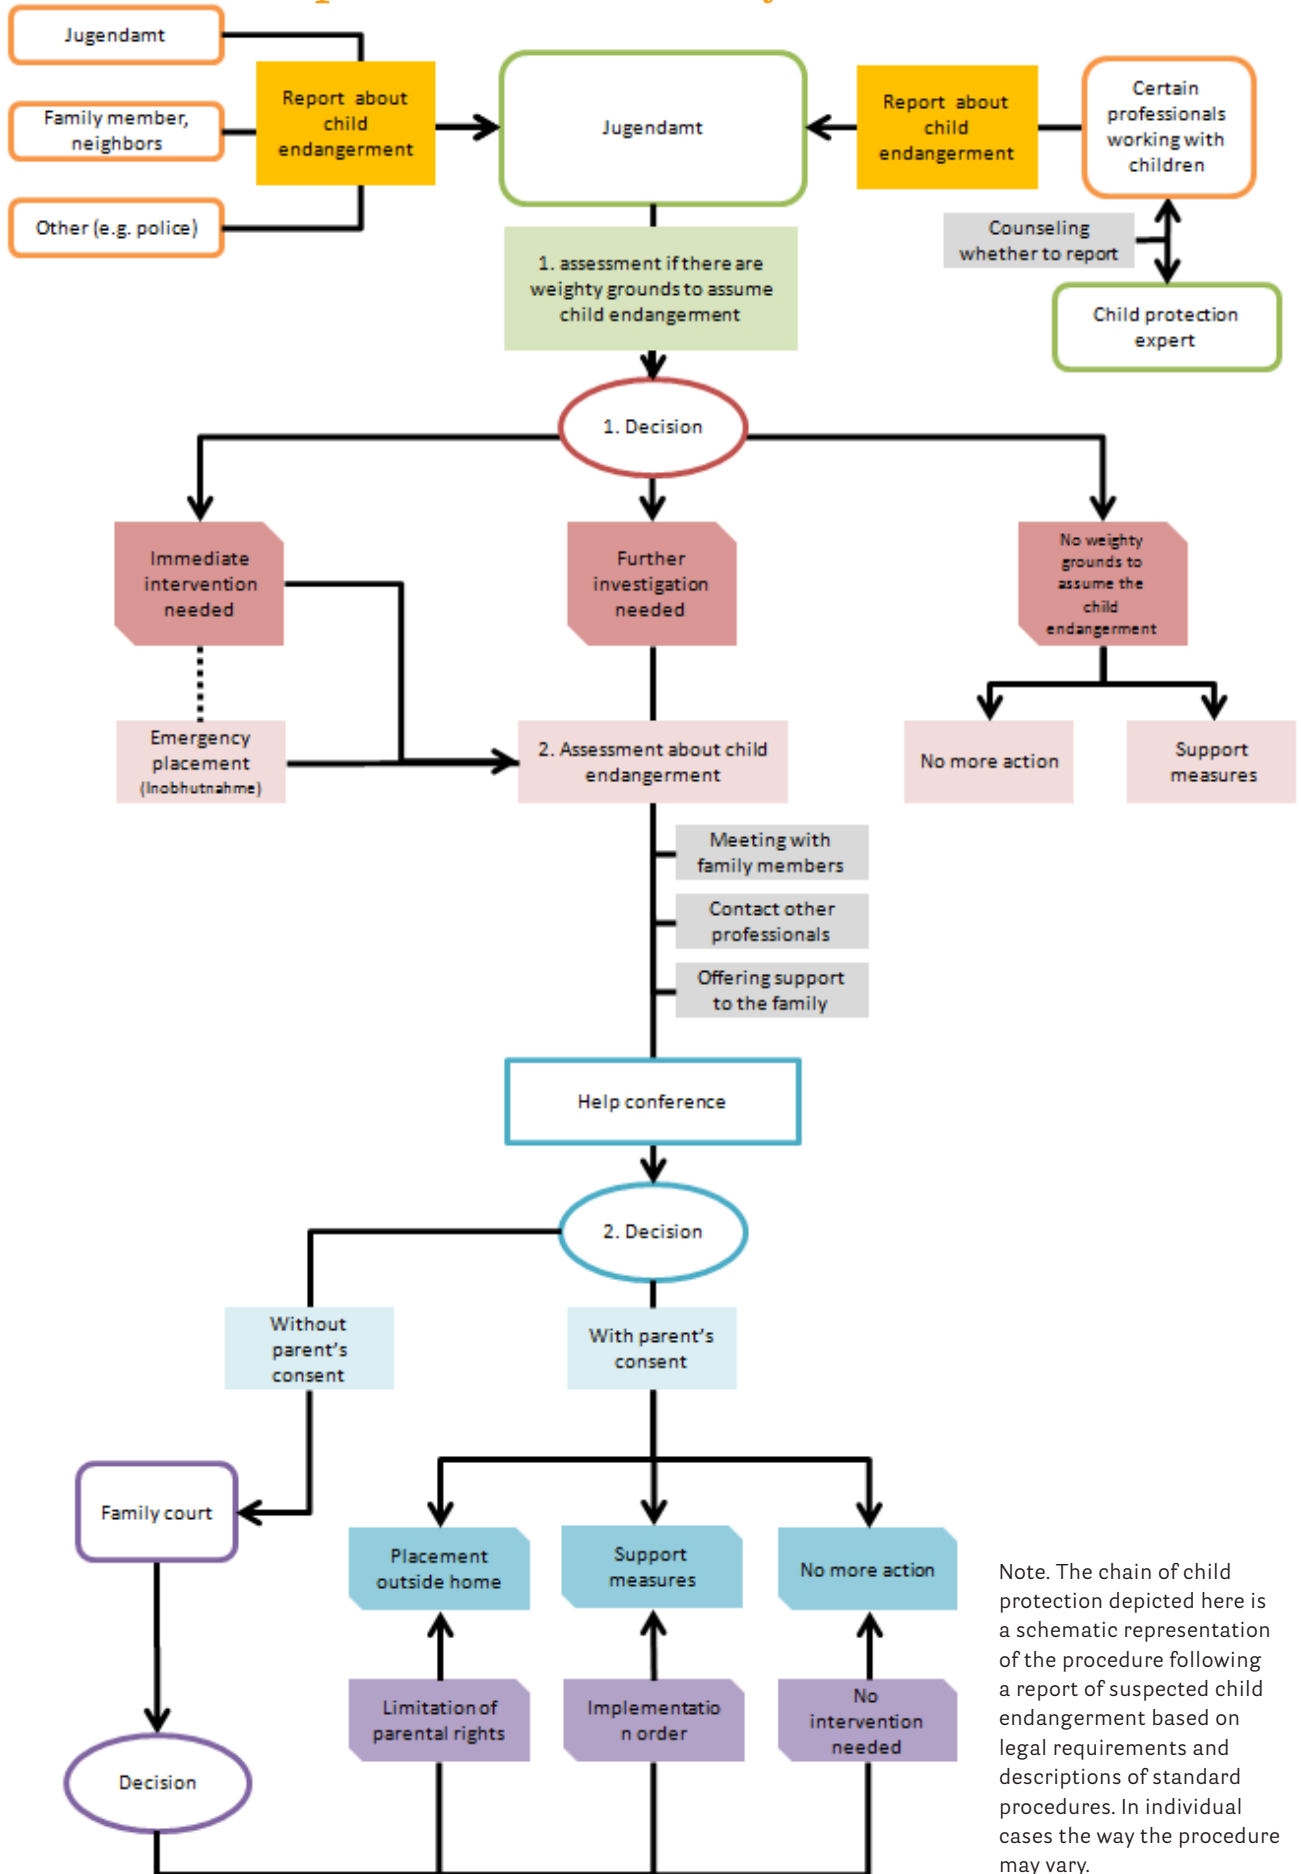 Jugendamt
Family member,
neighbors
Other (e.g. police)
Report about
child
endangerment
Jugendamt
Report about
child
endangerment
Certain
professionals
working with
children
Counseling
whether to report
Child protection
expert
1. assessment if there are
weighty grounds to assume
child endangerment
1. Decision
Immediate
intervention
needed
Further
investigation
needed
No weighty
grounds to
assume the
child
endangerment
Emergency
placement
(Inobhutnahme)
2. Assessment about child
endangerment
No more action
Support
measures
Meeting with
family members
Contact other
professionals
Offering support
to the family
Help conference
2. Decision
Without
parent's
consent
With parent's
consent
Family court
Placement
outside home
Support
measures
No more action
Limitation of
parental rights
Implementatio
n order
No
intervention
needed
Decision
Note. The chain of child
protection depicted here is
a schematic representation
of the procedure following
a report of suspected child
endangerment based on
legal requirements and
descriptions of standard
procedures. In individual
cases the way the procedure
may vary.